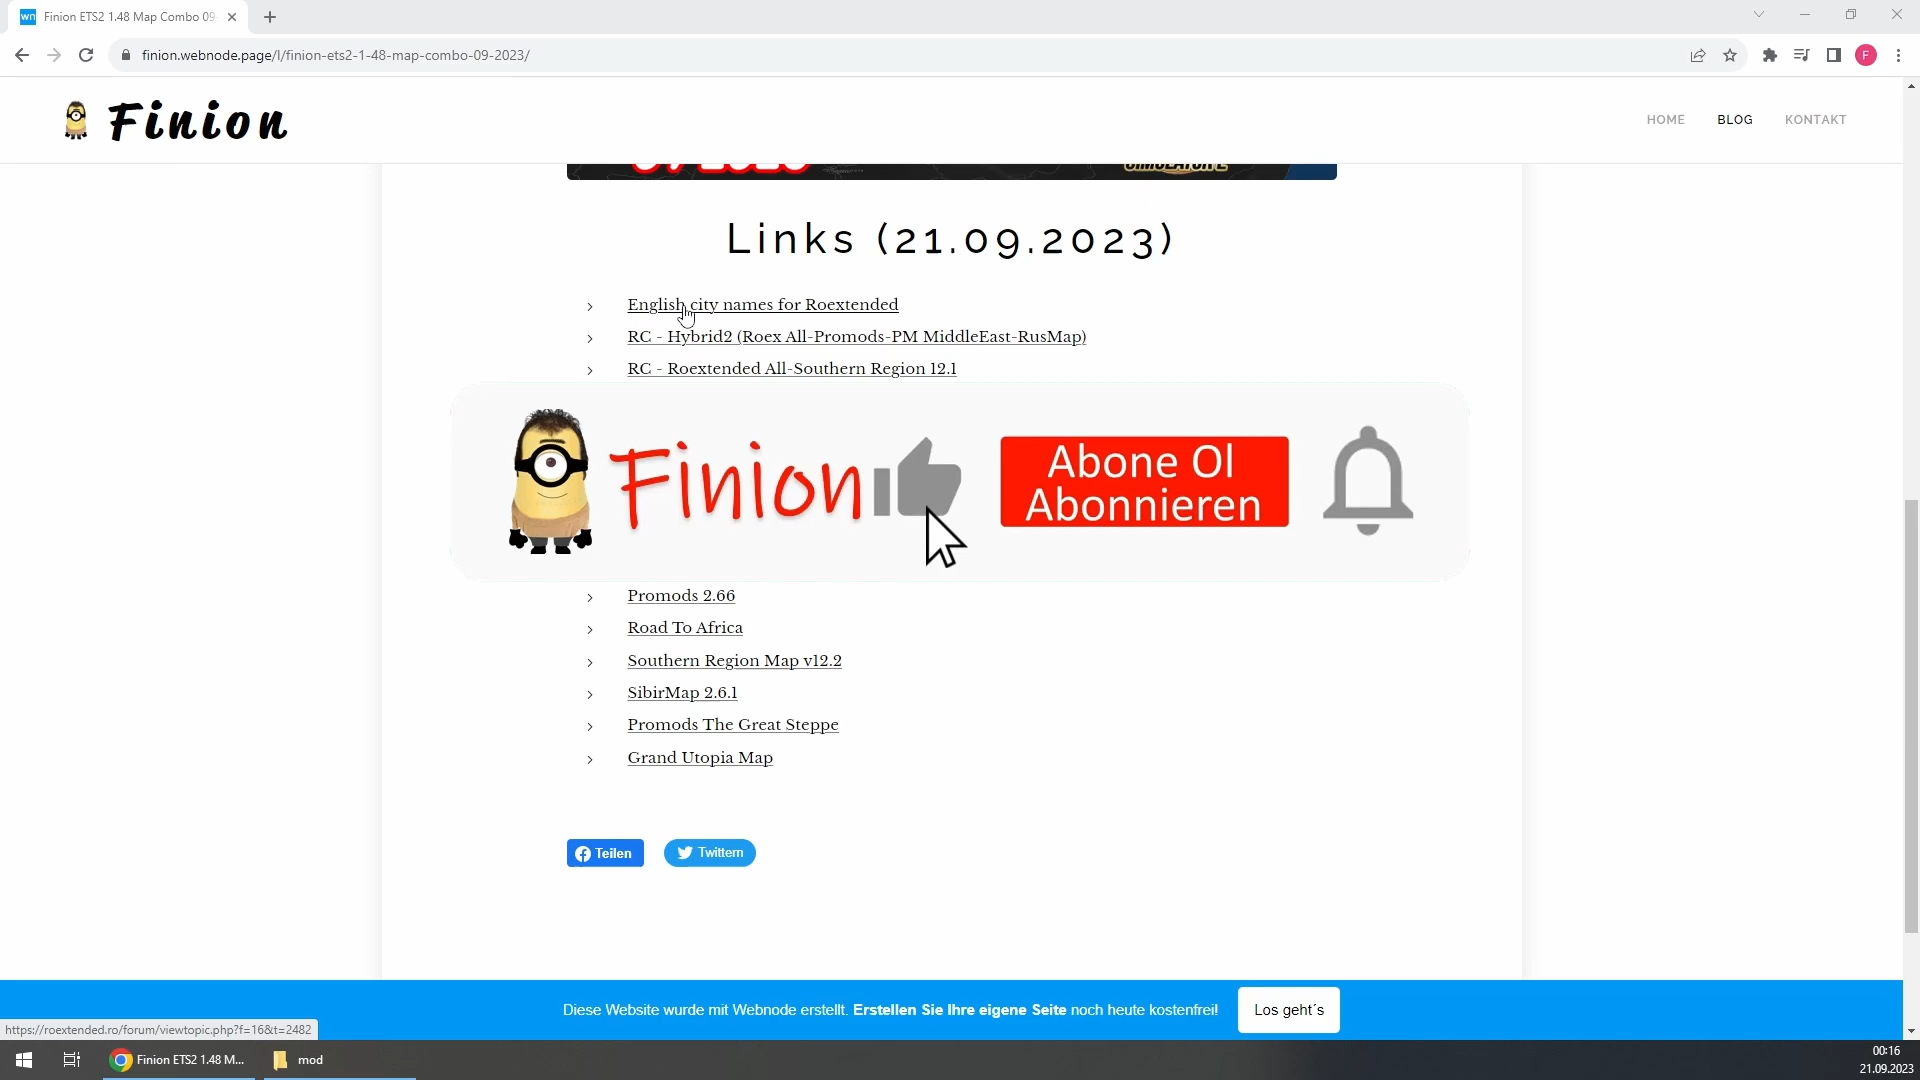 Finion ETS2 1.48 Map Combo 09-
finion.webnode.page/l/finion-ets2-1-48-map-combo-09-2023/
F
Finion
HOME
BLOG
KONTAKT
Links (21.09.2023)
English city names for Roextended
RC - Hybrid2 (Roex All-Promods-PM MiddleEast-RusMap)
RC - Roextended All-Southern Region 12.1
Finion
Abone Ol
Abonnieren
Promods 2.66
Road To Africa
Southern Region Map v12.2
SibirMap 2.6.1
Promods The Great Steppe
Grand Utopia Map
Teilen
Twittern
Diese Website wurde mit Webnode erstellt. Erstellen Sie Ihre eigene Seite noch heute kostenfrei!
Los geht´s
https://roextended.ro/forum/viewtopic.php?f=16&t=2482
Finion ETS2 1.48 M...
mod
00:16
21.09.2023